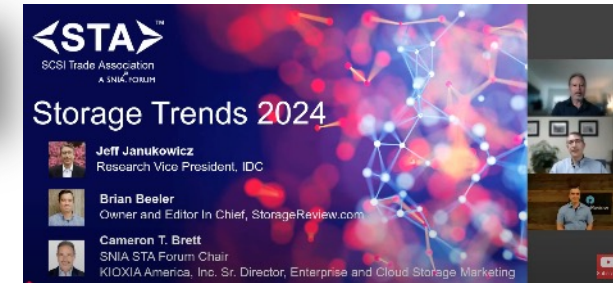 <STA>™
SCSI Trade Association
A SNIA. FORUM
Storage Trends 2024
Jeff Janukowicz
Research Vice President, IDC
Brian Beeler
Owner and Editor In Chief, StorageReview.com
Cameron T. Brett
SNIA STA Forum Chair
KIOXIA America, Inc. Sr. Director, Enterprise and Cloud Storage Marketing